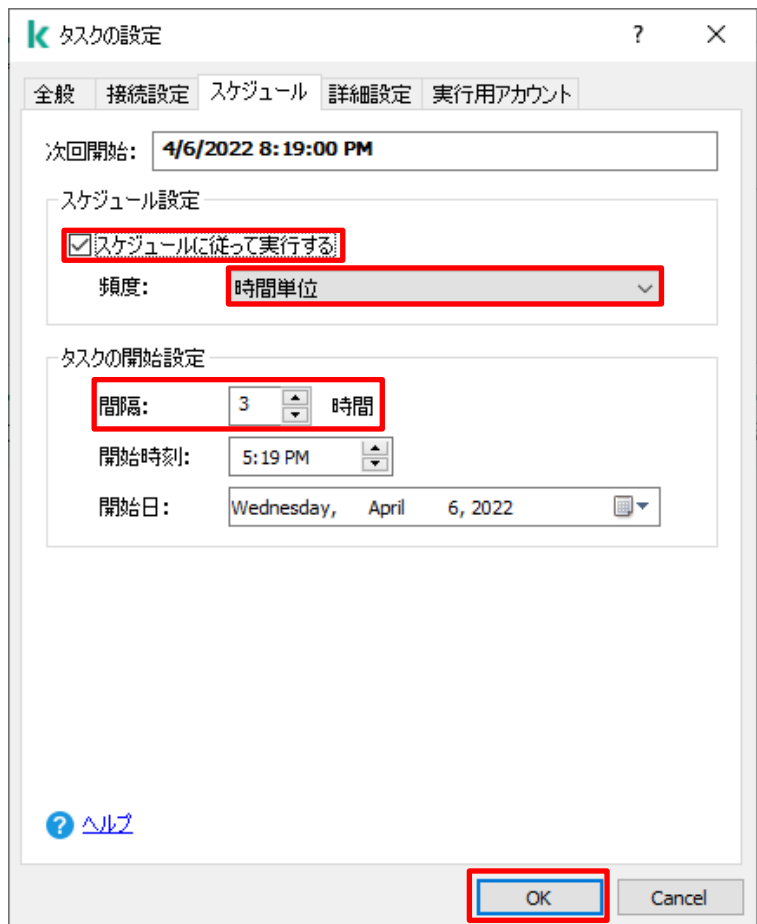 タスクの設定 ?
全般 接続設定 スケジュール 詳細設定 実行用アカウント
次回開始: 4/6/2022 8:19:00 PM
スケジュール設定
スケジュールに従って実行する
頻度: 時間単位
タスクの開始設定
間隔: 3 時間
開始時刻: 5:19 PM
開始日: Wednesday, April 6, 2022
? ヘルプ
OK Cancel